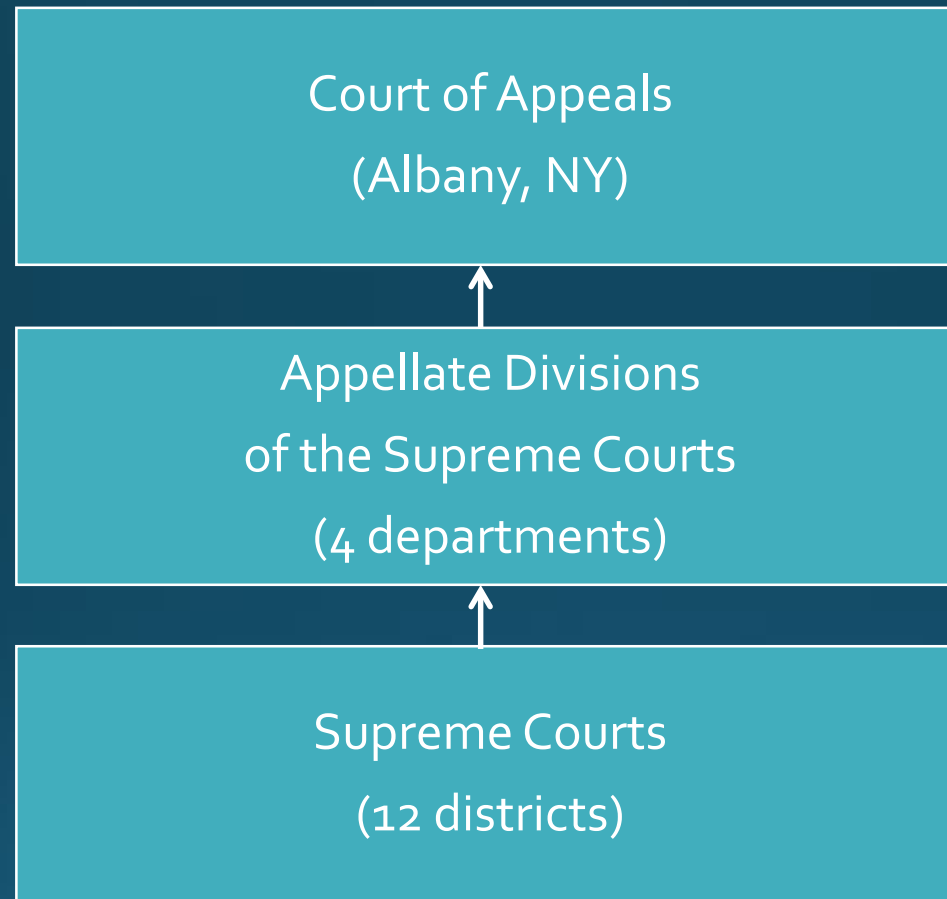 Court of Appeals
(Albany, NY)
Appellate Divisions
of the Supreme Courts
(4 departments)
Supreme Courts
(12 districts)